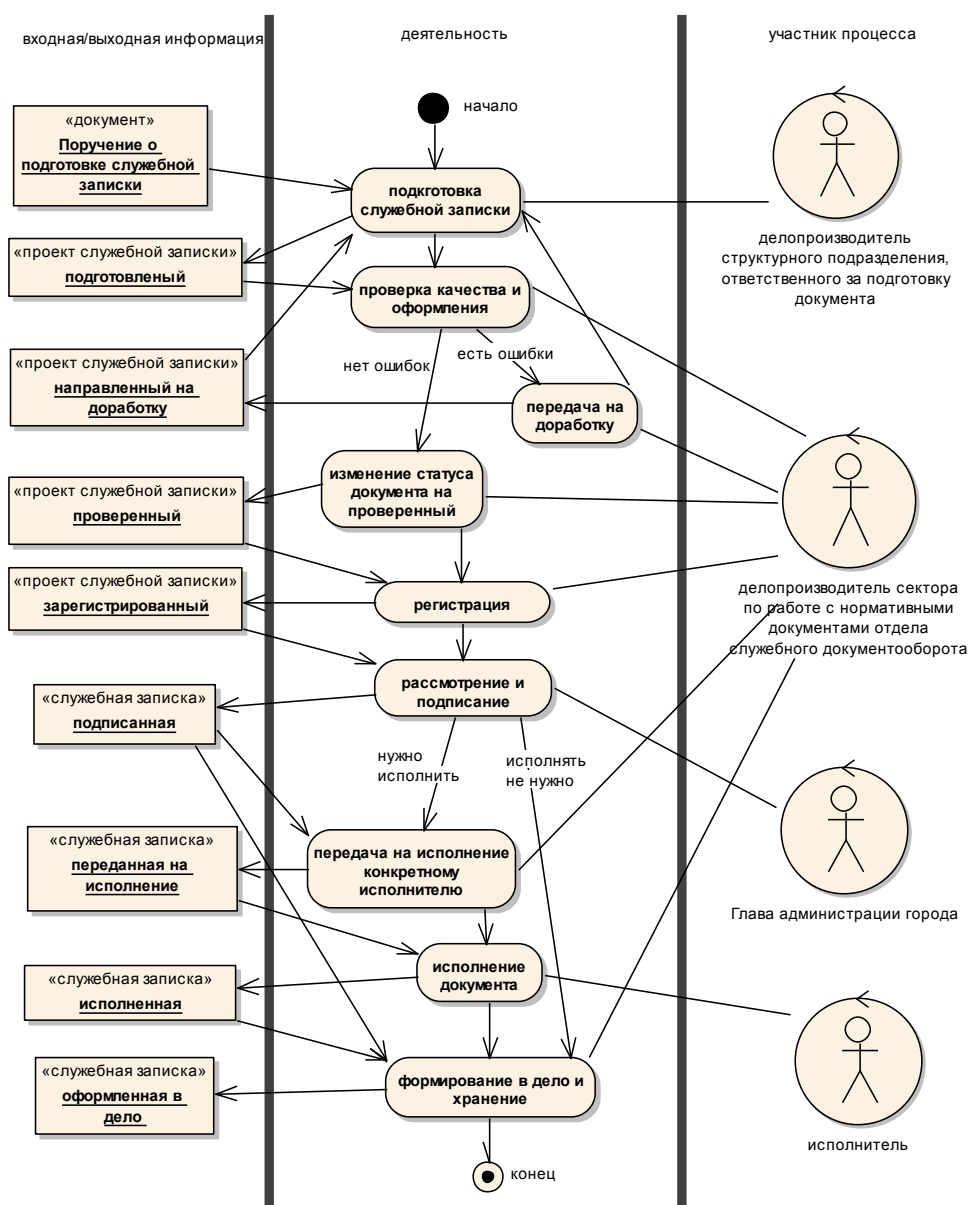 входная/выходная информация
деятельность
участник процесса
начало
«документ»
Поручение о
подготовке служебной
записки
подкготовка
служебной записки
делопроизводитель
структурного подразделения,
ответственного за подготовку
документа
«проект служебной записки»
подготовленый
проверка качества и
оформления
нет ошибок
есть ошибки
«проект служебной записки»
направленный на
доработку
передача на
доработку
изменение статуса
документа на
проверенный
«проект служебной записки»
проверенный
делопроизводитель сектора
по работе с нормативными
документами отдела
служебного документооборота
«проект служебной записки»
зарегистрированный
регистрация
рассмотрение и
подписание
«служебная записка»
подписанная
нужно
исполнить
исполнять
не нужно
«служебная записка»
переданная на
исполнение
передача на исполнение
конкретному
исполнителю
Глава администрации города
«служебная записка»
исполненная
исполнение
документа
«служебная записка»
оформленная в
дело
формирование в дело и
хранение
исполнитель
конец